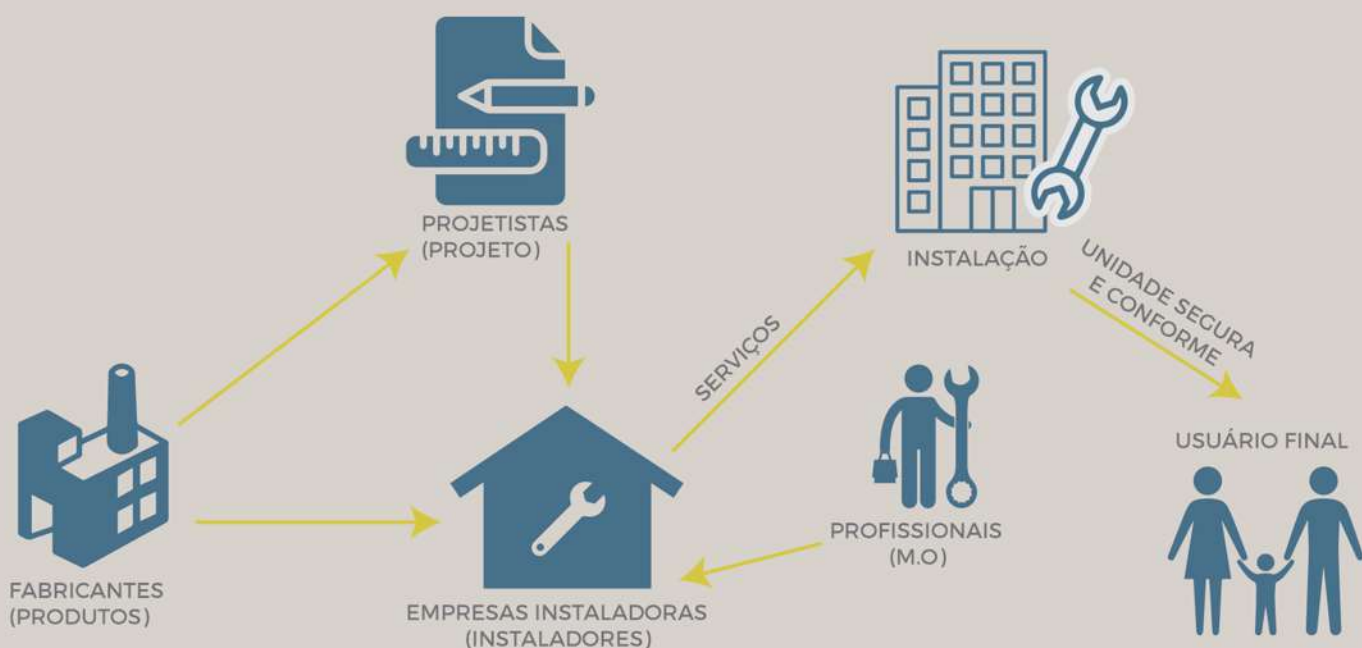 PROJETISTAS
(PROJETO)
INSTALAÇÃO
UNIDADE SEGURA
E CONFORME
SERVIÇOS
USUÁRIO FINAL
PROFISSIONAIS
(M.O)
FABRICANTES
(PRODUTOS)
EMPRESAS INSTALADORAS
(INSTALADORES)